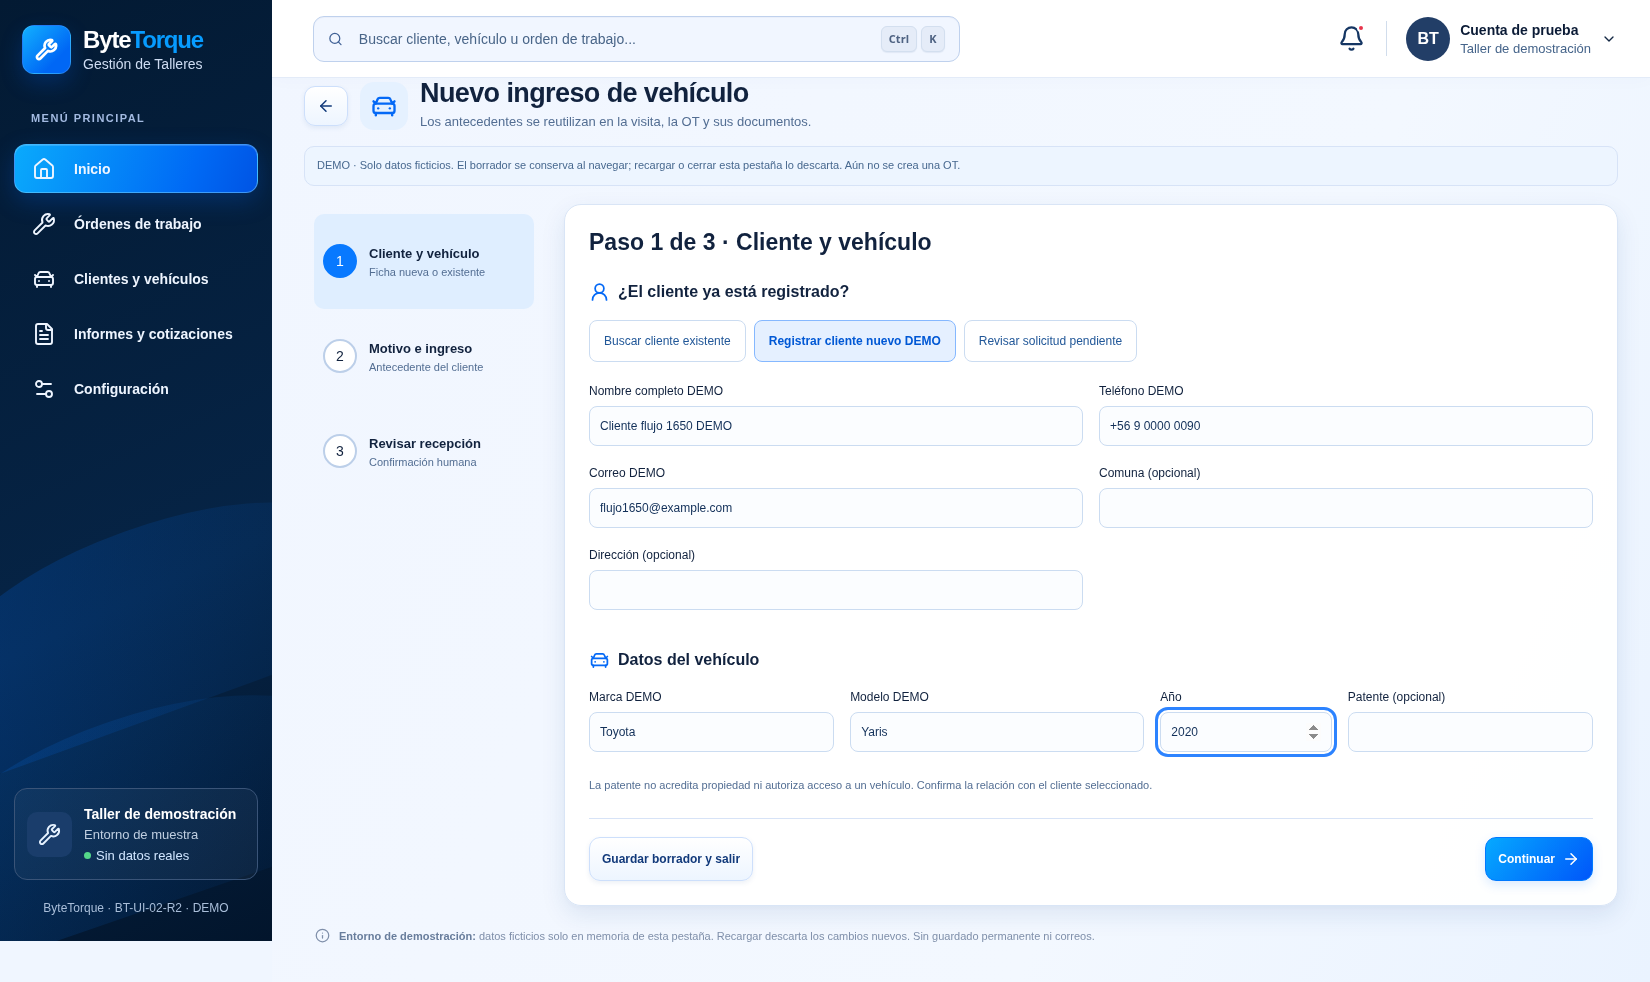 ByteTorque
Gestión de Talleres
MENÚ PRINCIPAL
Inicio
Órdenes de trabajo
Clientes y vehículos
Informes y cotizaciones
Configuración
Taller de demostración
Entorno de muestra
Sin datos reales
ByteTorque · BT-UI-02-R2 · DEMO
Buscar cliente, vehículo u orden de trabajo...
Ctrl K
BT
Cuenta de prueba
Taller de demostración
Nuevo ingreso de vehículo
Los antecedentes se reutilizan en la visita, la OT y sus documentos.
DEMO · Solo datos ficticios. El borrador se conserva al navegar; recargar o cerrar esta pestaña lo descarta. Aún no se crea una OT.
1
Cliente y vehículo
Ficha nueva o existente
2
Motivo e ingreso
Antecedente del cliente
3
Revisar recepción
Confirmación humana
Paso 1 de 3 · Cliente y vehículo
¿El cliente ya está registrado?
Buscar cliente existente
Registrar cliente nuevo DEMO
Revisar solicitud pendiente
Nombre completo DEMO
Cliente flujo 1650 DEMO
Teléfono DEMO
+56 9 0000 0090
Correo DEMO
flujo1650@example.com
Comuna (opcional)
Dirección (opcional)
Datos del vehículo
Marca DEMO
Toyota
Modelo DEMO
Yaris
Año
2020
Patente (opcional)
La patente no acredita propiedad ni autoriza acceso a un vehículo. Confirma la relación con el cliente seleccionado.
Guardar borrador y salir
Continuar
Entorno de demostración: datos ficticios solo en memoria de esta pestaña. Recargar descarta los cambios nuevos. Sin guardado permanente ni correos.